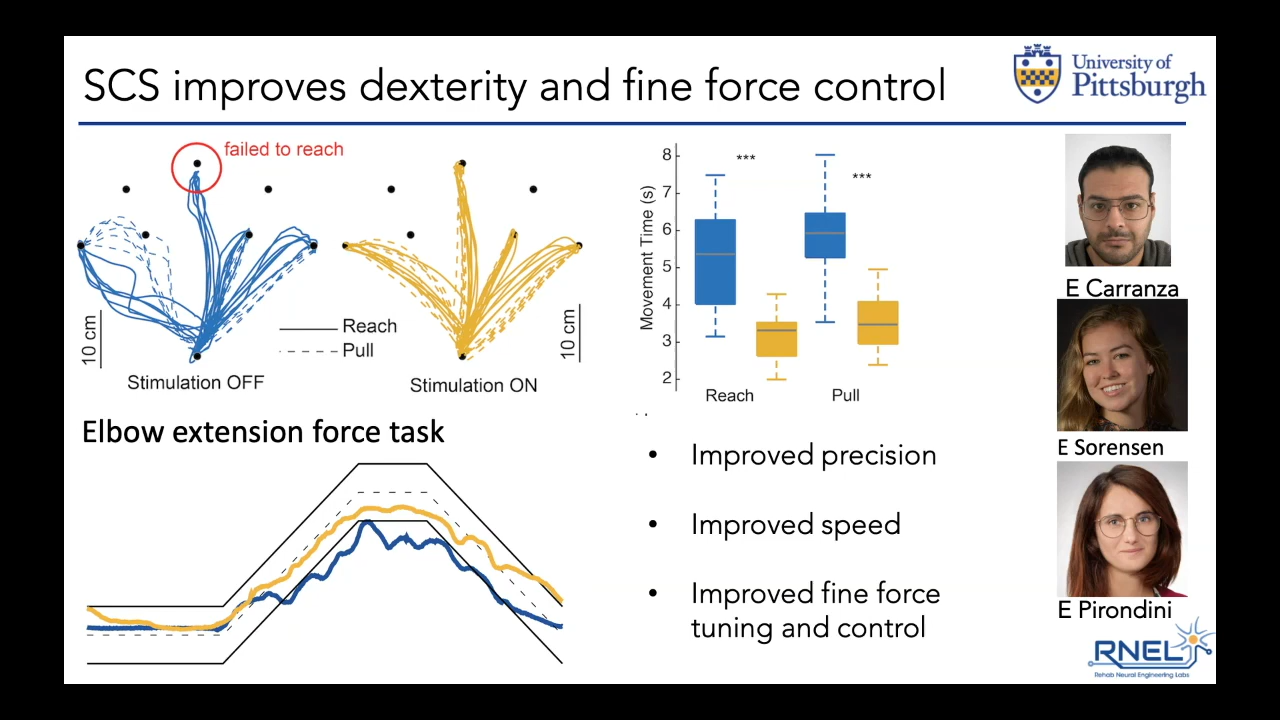 SCS improves dexterity and fine force control
University of
Pittsburgh
failed to reach
10 cm
Reach
Pull
10 cm
Stimulation OFF
Stimulation ON
Movement Time (s)
8
7
6
5
4
3
2
***
***
Reach
Pull
E Carranza
E Sorensen
E Pirondini
Elbow extension force task
• Improved precision
• Improved speed
• Improved fine force
tuning and control
RNEL
Rehab Neural Engineering Labs